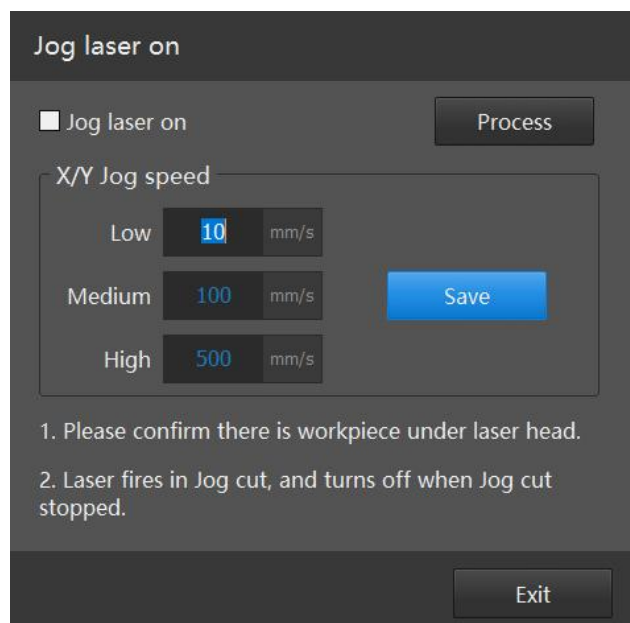 Jog laser on
Jog laser on
Process
X/Y Jog speed
Low 10 mm/s
Medium 100 mm/s
Save
High 500 mm/s
1. Please confirm there is workpiece under laser head.
2. Laser fires in Jog cut, and turns off when Jog cut
stopped.
Exit